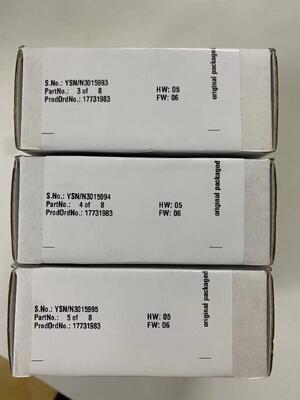 S.No.: YSN/N3015993
PartNo.: 3 of 8 HW: 05
ProdOrdNo.: 17731983 FW: 06
original packaged
S.No.: YSN/N3015994
PartNo.: 4 of 8 HW: 05
ProdOrdNo.: 17731983 FW: 06
original packaged
S.No.: YSN/N3015995
PartNo.: 5 of 8 HW: 05
ProdOrdNo.: 17731983 FW: 06
original packaged